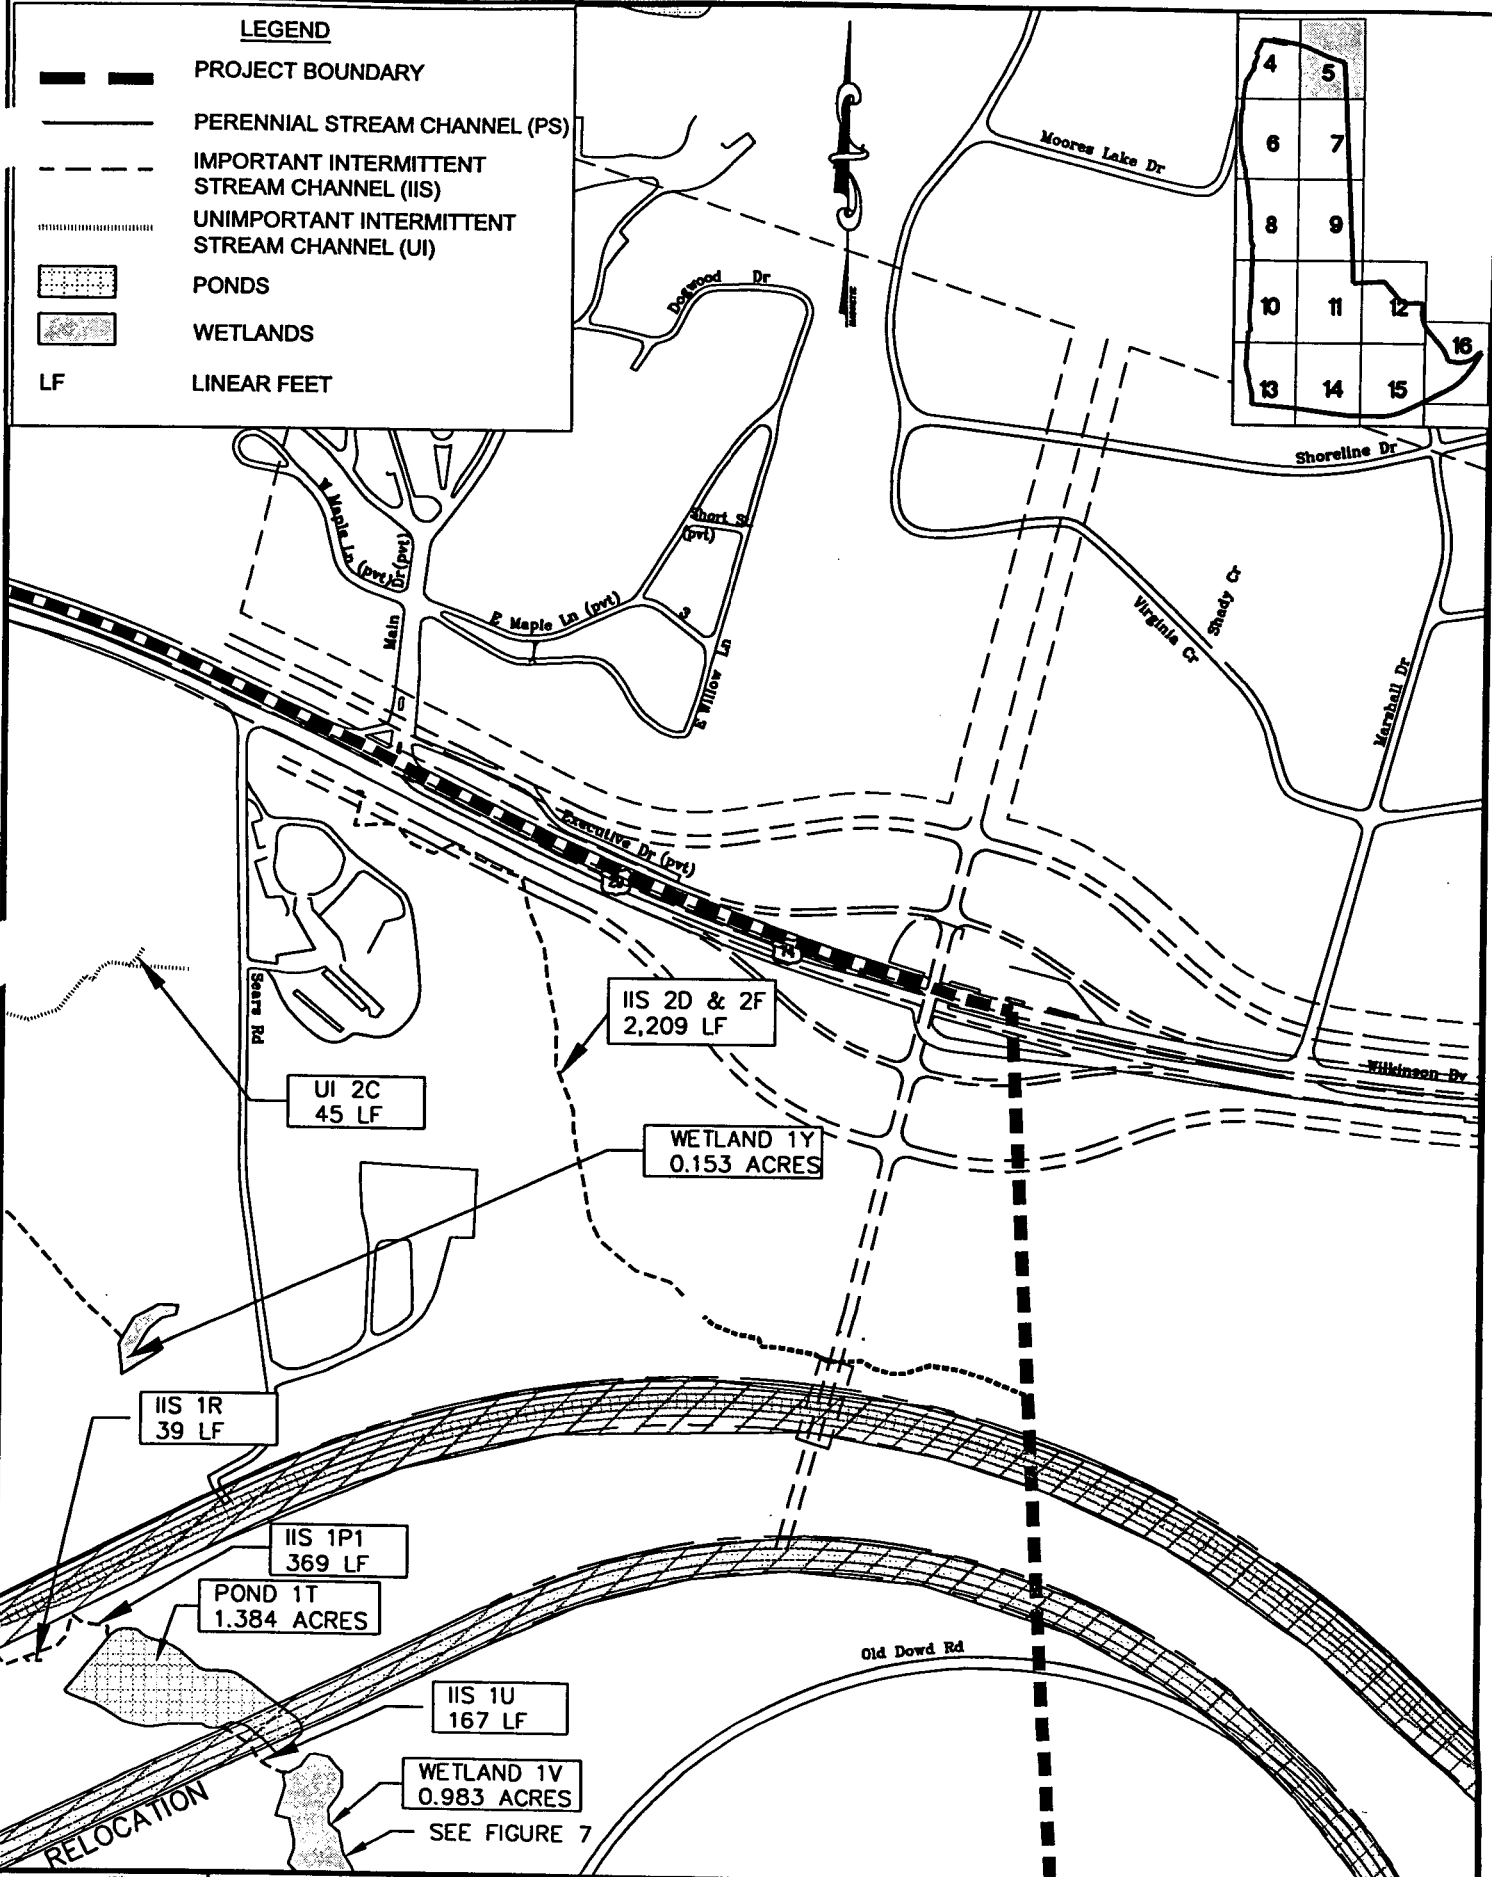 LEGEND
PROJECT BOUNDARY
PERENNIAL STREAM CHANNEL (PS)
IMPORTANT INTERMITTENT
STREAM CHANNEL (IIS)
UNIMPORTANT INTERMITTENT
STREAM CHANNEL (UI)
PONDS
WETLANDS
LF
LINEAR FEET
4
5
6
7
8
9
10
11
12
16
13
14
15
Moores Lake Dr
Dogwood Dr
Shoreline Dr
W Maple Ln (pvt)
Dr(pvt)
Short S
(pvt)
E Maple Ln (pvt)
3
Main
E Willow Ln
Shady Cr
Virginia Cr
Marshall Dr
Executive Dr (pvt)
29
74
Sears Rd
Wilkinson Bv
IIS 2D & 2F
2,209 LF
UI 2C
45 LF
WETLAND 1Y
0.153 ACRES
IIS 1R
39 LF
IIS 1P1
369 LF
POND 1T
1.384 ACRES
Old Dowd Rd
IIS 1U
167 LF
WETLAND 1V
0.983 ACRES
SEE FIGURE 7
RELOCATION